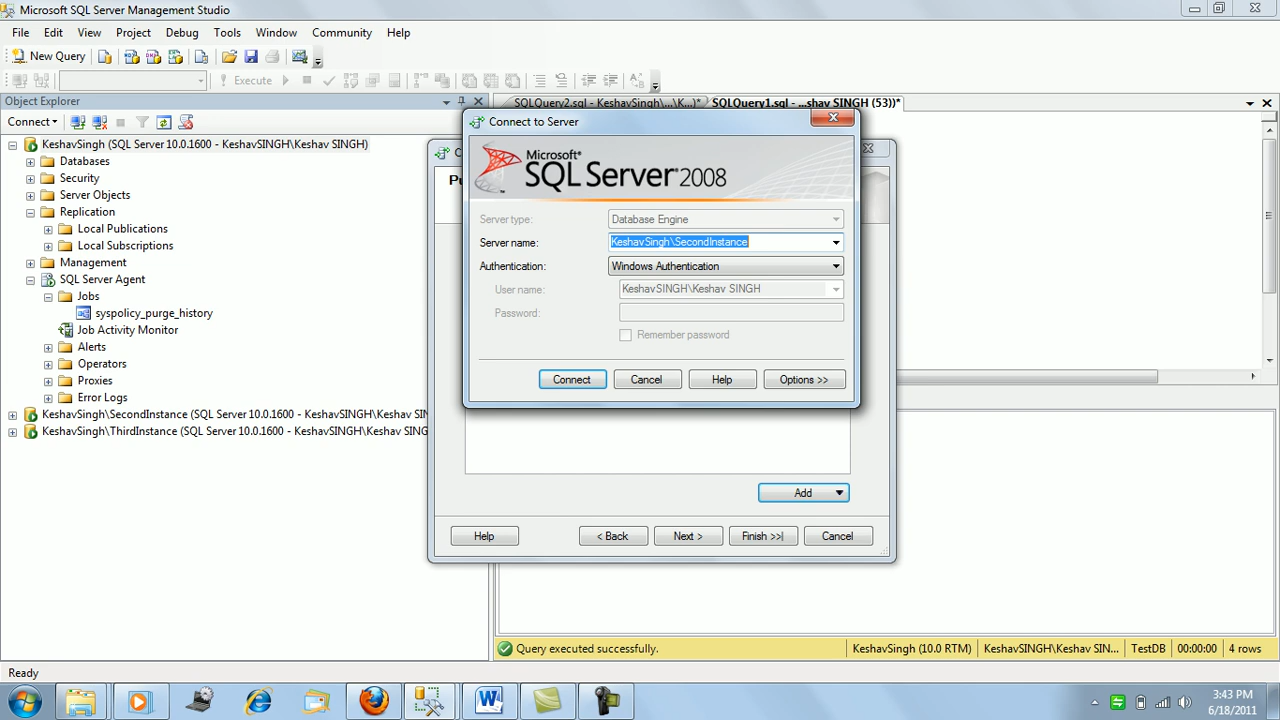 Microsoft SQL Server Management Studio
File Edit View Project Debug Tools Window Community Help
New Query
Execute
Object Explorer
SQLQuery2.sql - KeshavSingh\...\K...)* SQLQuery1.sql - ...shav SINGH (53))*
Connect
KeshavSingh (SQL Server 10.0.1600 - KeshavSINGH\Keshav SINGH)
Databases
Security
Server Objects
Replication
Local Publications
Local Subscriptions
Management
SQL Server Agent
Jobs
syspolicy_purge_history
Job Activity Monitor
Alerts
Operators
Proxies
Error Logs
KeshavSingh\SecondInstance (SQL Server 10.0.1600 - KeshavSINGH\Keshav SING
KeshavSingh\ThirdInstance (SQL Server 10.0.1600 - KeshavSINGH\Keshav SING
Connect to Server
Microsoft®
SQL Server 2008
Server type: Database Engine
Server name: KeshavSingh\SecondInstance
Authentication: Windows Authentication
User name: KeshavSINGH\Keshav SINGH
Password:
Remember password
Connect Cancel Help Options >>
Add
Help < Back Next > Finish >>| Cancel
Query executed successfully. KeshavSingh (10.0 RTM) KeshavSINGH\Keshav SIN... TestDB 00:00:00 4 rows
Ready
3:43 PM
6/18/2011